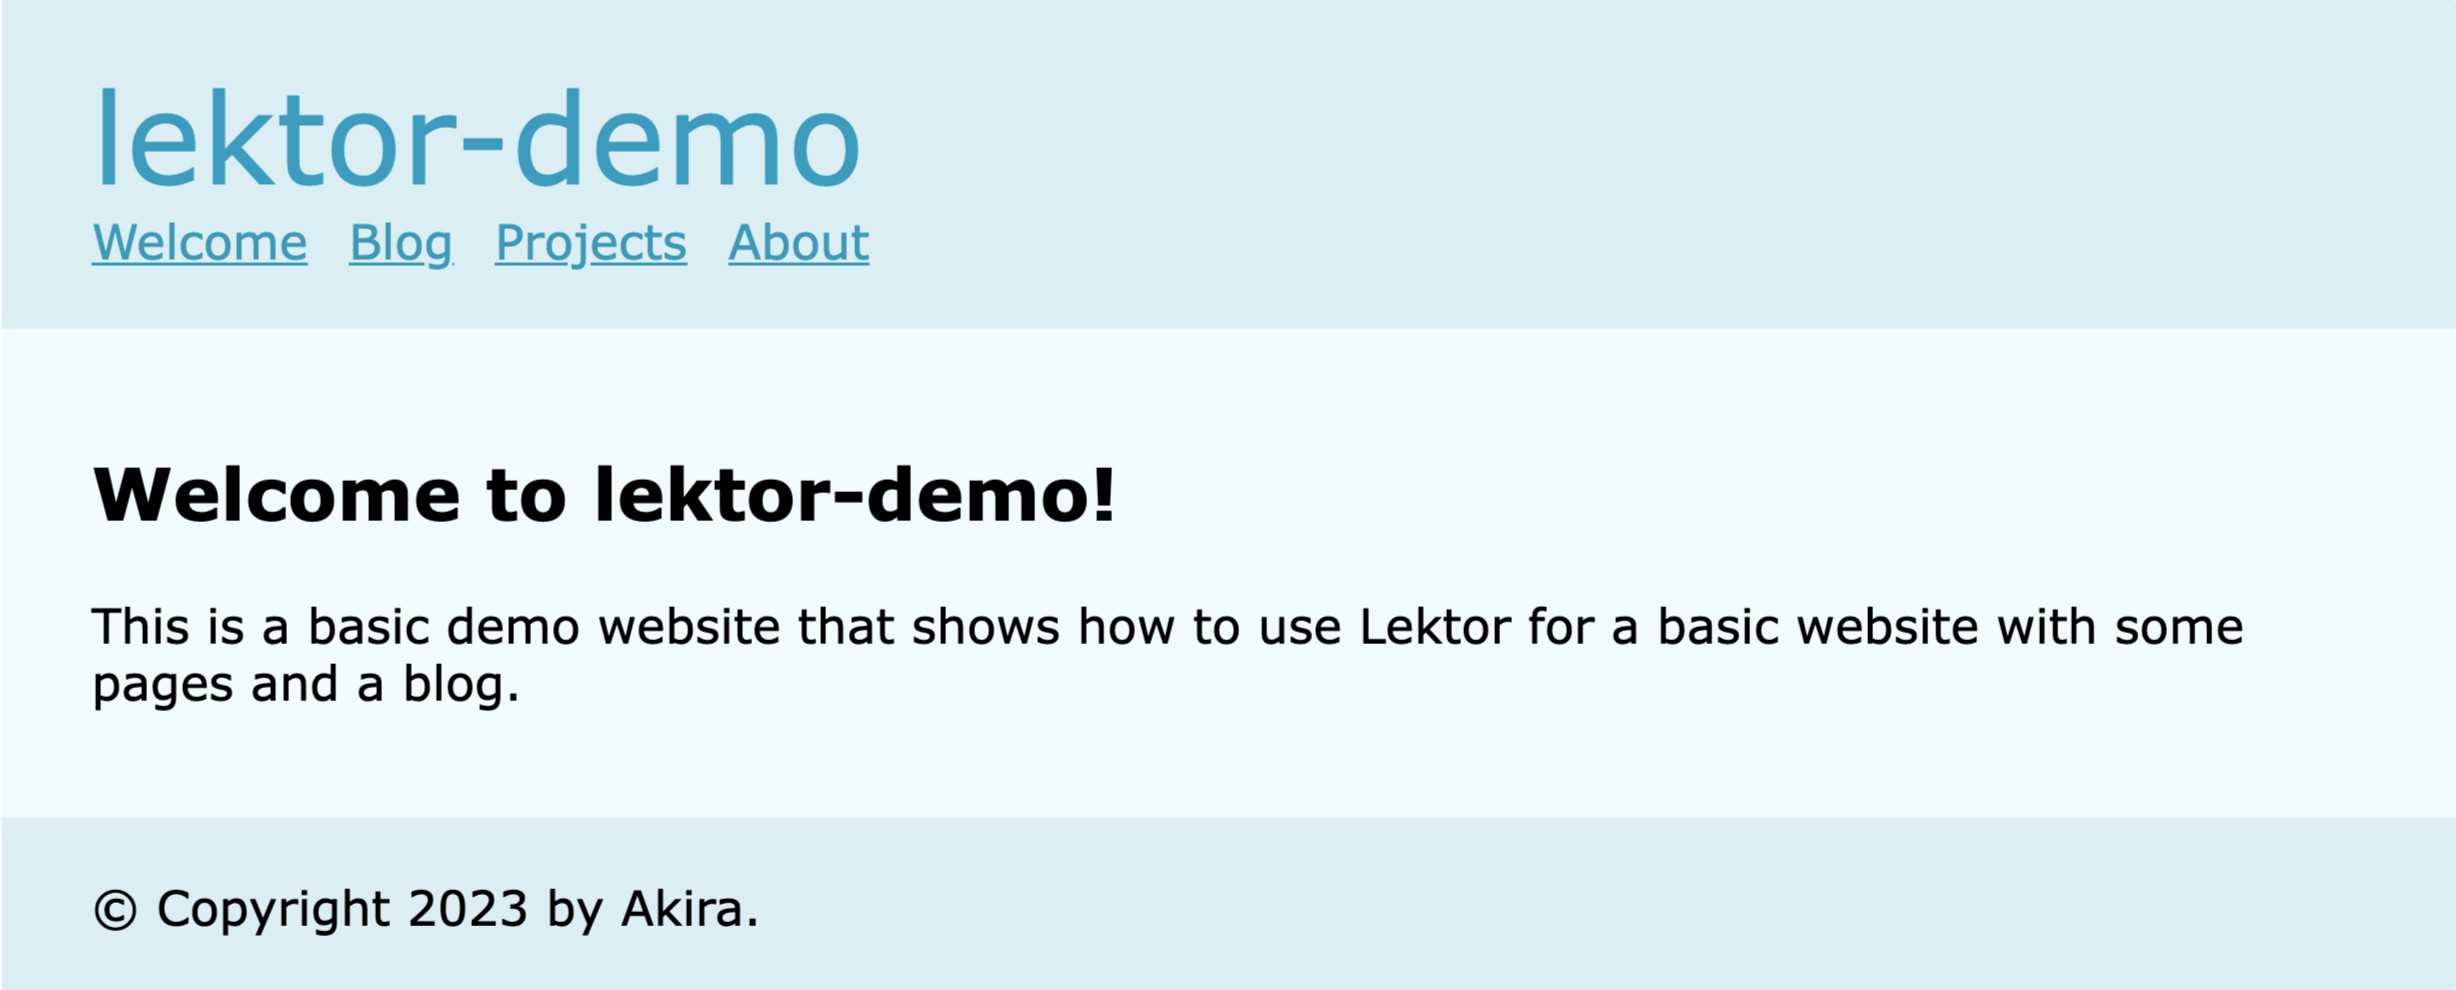 lektor-demo
Welcome Blog Projects About
Welcome to lektor-demo!
This is a basic demo website that shows how to use Lektor for a basic website with some
pages and a blog.
© Copyright 2023 by Akira.